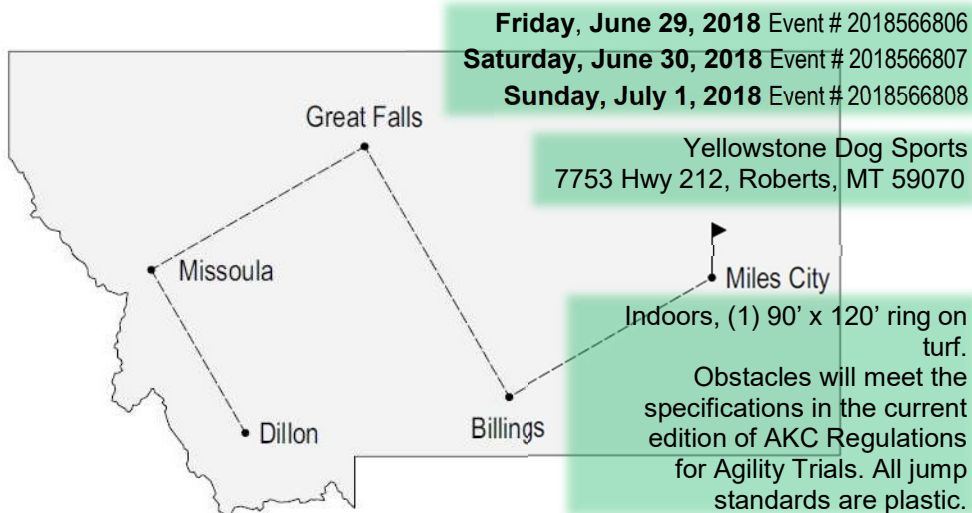 Friday, June 29, 2018 Event # 2018566806
Saturday, June 30, 2018 Event # 2018566807
Sunday, July 1, 2018 Event # 2018566808
Great Falls
Yellowstone Dog Sports
7753 Hwy 212, Roberts, MT 59070
Missoula
Miles City
Indoors, (1) 90’ x 120’ ring on
turf.
Obstacles will meet the
specifications in the current
edition of AKC Regulations
for Agility Trials. All jump
standards are plastic.
Dillon
Billings